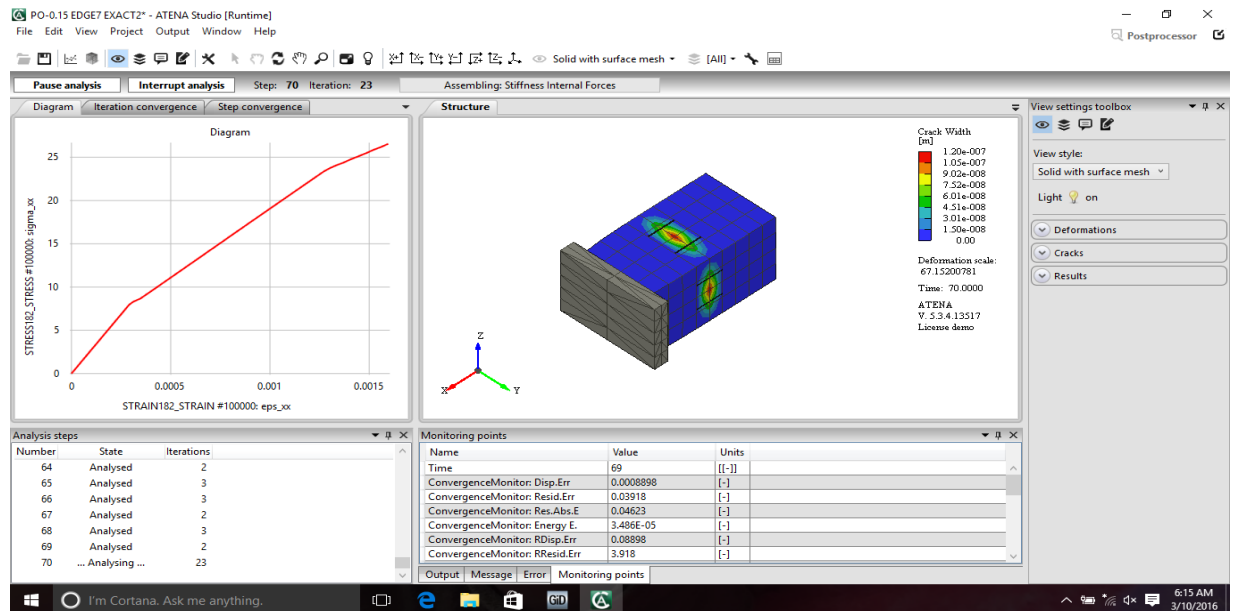 PO-0.15 EDGE7 EXACT2* - ATENA Studio [Runtime]
File Edit View Project Output Window Help
Postprocessor
Solid with surface mesh
[All]
Pause analysis Interrupt analysis Step: 70 Iteration: 23 Assembling: Stiffness Internal Forces
Diagram Iteration convergence Step convergence
Diagram
25
20
15
10
5
0
STRESS182_STRESS #100000: sigma_xx
0 0.0005 0.001 0.0015
STRAIN182_STRAIN #100000: eps_xx
Structure
Crack Width
[m]
1.20e-007
1.05e-007
9.02e-008
7.52e-008
6.01e-008
4.51e-008
3.01e-008
1.50e-008
0.00
Deformation scale:
67.15200781
Time: 70.0000
ATENA
V. 5.3.4.13517
License demo
Z
X
Y
View settings toolbox
View style:
Solid with surface mesh
Light on
Deformations
Cracks
Results
Analysis steps
Number State Iterations
64 Analysed 2
65 Analysed 3
66 Analysed 3
67 Analysed 2
68 Analysed 3
69 Analysed 2
70 ... Analysing ... 23
Monitoring points
Name Value Units
Time 69 [[-]]
ConvergenceMonitor: Disp.Err 0.0008898 [-]
ConvergenceMonitor: Resid.Err 0.03918 [-]
ConvergenceMonitor: Res.Abs.E 0.04623 [-]
ConvergenceMonitor: Energy E. 3.486E-05 [-]
ConvergenceMonitor: RDisp.Err 0.08898 [-]
ConvergenceMonitor: RResid.Err 3.918 [-]
Output Message Error Monitoring points
I'm Cortana. Ask me anything.
GiD
6:15 AM
3/10/2016